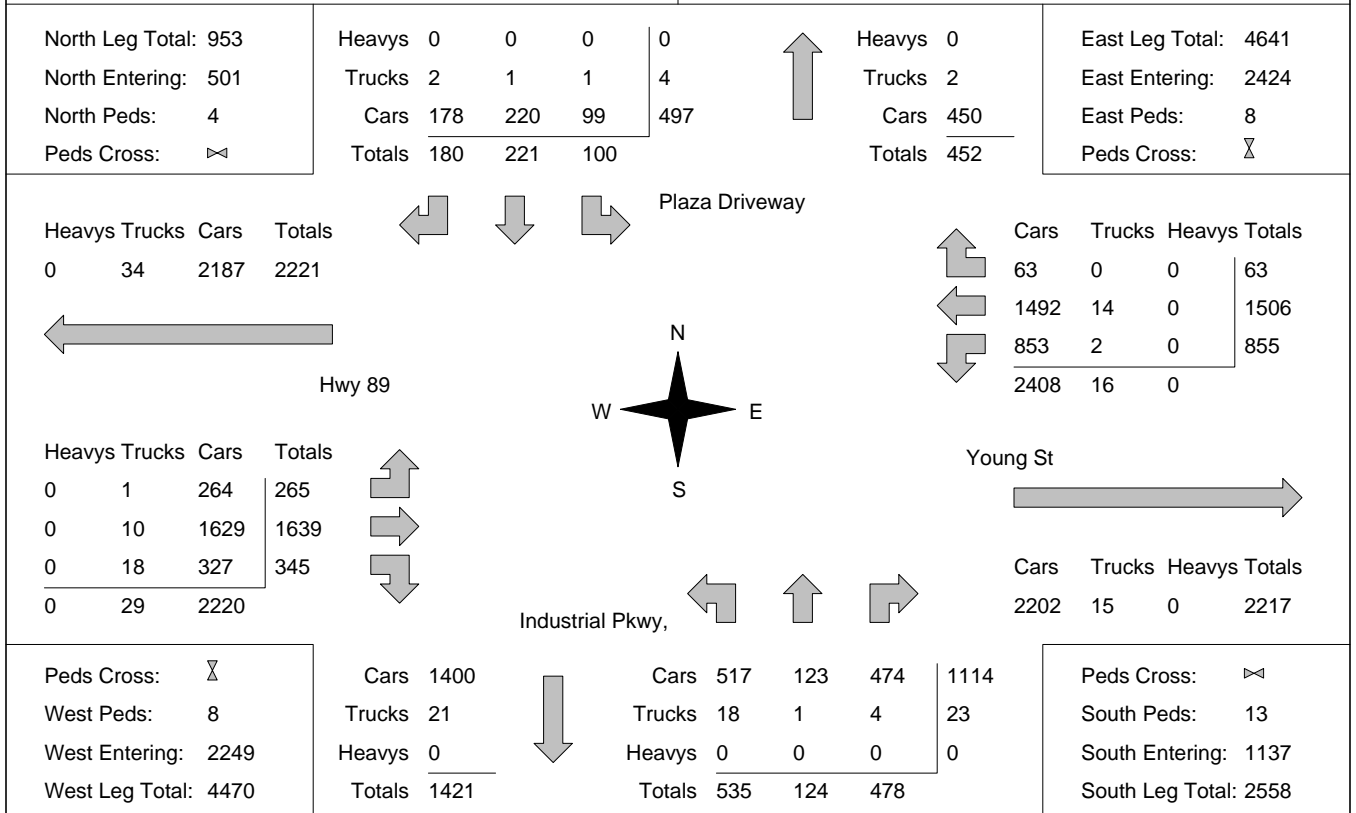 North Leg Total: 953
North Entering: 501
North Peds: 4
Peds Cross:
Heavys 0 0 0 0
Trucks 2 1 1 4
Cars 178 220 99 497
Totals 180 221 100
Heavys 0
Trucks 2
Cars 450
Totals 452
East Leg Total: 4641
East Entering: 2424
East Peds: 8
Peds Cross:
Plaza Driveway
Heavys Trucks Cars Totals
0 34 2187 2221
Cars Trucks Heavys Totals
63 0 0 63
1492 14 0 1506
853 2 0 855
2408 16 0
Hwy 89
N
W E
S
Heavys Trucks Cars Totals
0 1 264 265
0 10 1629 1639
0 18 327 345
0 29 2220
Young St
Cars Trucks Heavys Totals
2202 15 0 2217
Industrial Pkwy,
Peds Cross:
West Peds: 8
West Entering: 2249
West Leg Total: 4470
Cars 1400
Trucks 21
Heavys 0
Totals 1421
Cars 517 123 474 1114
Trucks 18 1 4 23
Heavys 0 0 0 0
Totals 535 124 478
Peds Cross:
South Peds: 13
South Entering: 1137
South Leg Total: 2558